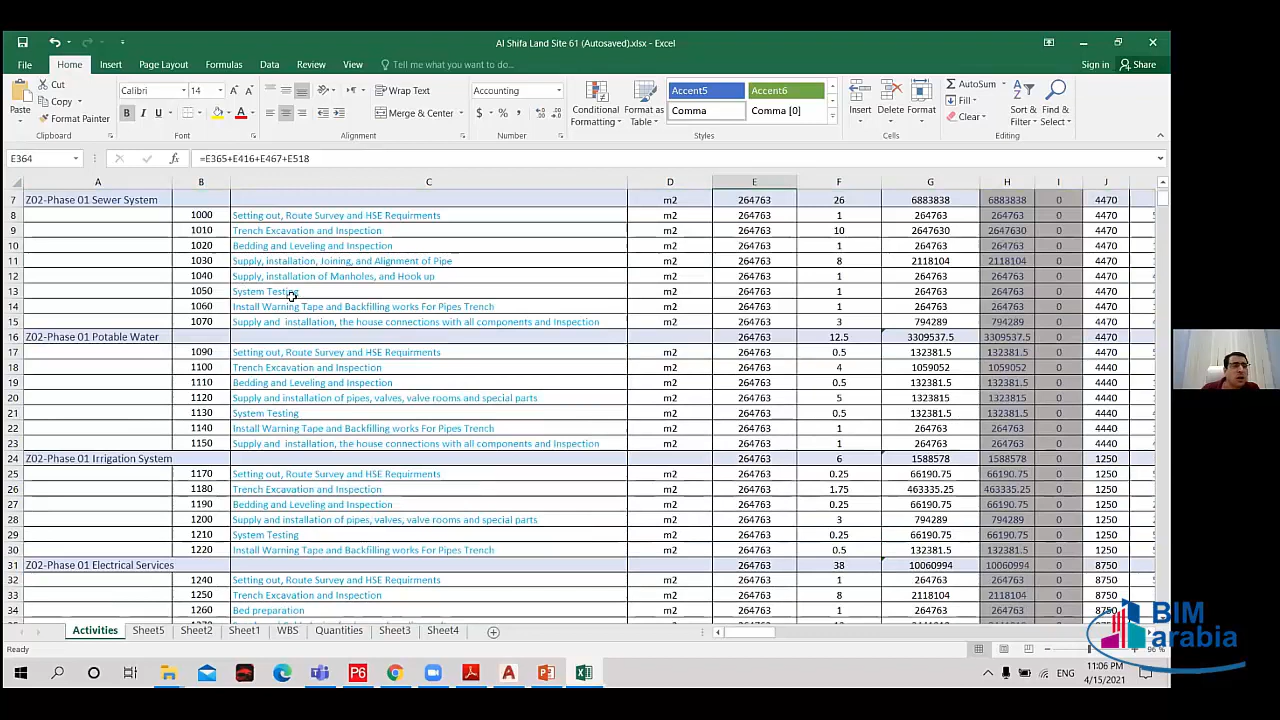 Al Shifa Land Site 61 (Autosaved).xlsx - Excel
File Home Insert Page Layout Formulas Data Review View Tell me what you want to do... Sign in Share
Cut
Copy
Format Painter
Paste
Clipboard
Calibri 14
B I U
Font
Wrap Text
Merge & Center
Alignment
Accounting
$ % ,
Number
Conditional Formatting
Format as Table
Accent5 Accent6
Comma Comma [0]
Styles
Insert Delete Format
Cells
AutoSum
Fill
Clear
Sort & Filter
Find & Select
Editing
E364 fx =E365+E416+E467+E518
A B C D E F G H I J
7 Z02-Phase 01 Sewer System m2 264763 26 6883838 6883838 0 4470
8 1000 Setting out, Route Survey and HSE Requirments m2 264763 1 264763 264763 0 4470
9 1010 Trench Excavation and Inspection m2 264763 10 2647630 2647630 0 4470
10 1020 Bedding and Leveling and Inspection m2 264763 1 264763 264763 0 4470
11 1030 Supply, installation, Joining, and Alignment of Pipe m2 264763 8 2118104 2118104 0 4470
12 1040 Supply, installation of Manholes, and Hook up m2 264763 1 264763 264763 0 4470
13 1050 System Testing m2 264763 1 264763 264763 0 4470
14 1060 Install Warning Tape and Backfilling works For Pipes Trench m2 264763 1 264763 264763 0 4470
15 1070 Supply and installation, the house connections with all components and Inspection m2 264763 3 794289 794289 0 4470
16 Z02-Phase 01 Potable Water 264763 12.5 3309537.5 3309537.5 0 4470
17 1090 Setting out, Route Survey and HSE Requirments m2 264763 0.5 132381.5 132381.5 0 4470
18 1100 Trench Excavation and Inspection m2 264763 4 1059052 1059052 0 4440
19 1110 Bedding and Leveling and Inspection m2 264763 0.5 132381.5 132381.5 0 4440
20 1120 Supply and installation of pipes, valves, valve rooms and special parts m2 264763 5 1323815 1323815 0 4440
21 1130 System Testing m2 264763 0.5 132381.5 132381.5 0 4440
22 1140 Install Warning Tape and Backfilling works For Pipes Trench m2 264763 1 264763 264763 0 4440
23 1150 Supply and installation, the house connections with all components and Inspection m2 264763 1 264763 264763 0 4440
24 Z02-Phase 01 Irrigation System 264763 6 1588578 1588578 0 1250
25 1170 Setting out, Route Survey and HSE Requirments m2 264763 0.25 66190.75 66190.75 0 1250
26 1180 Trench Excavation and Inspection m2 264763 1.75 463335.25 463335.25 0 1250
27 1190 Bedding and Leveling and Inspection m2 264763 0.25 66190.75 66190.75 0 1250
28 1200 Supply and installation of pipes, valves, valve rooms and special parts m2 264763 3 794289 794289 0 1250
29 1210 System Testing m2 264763 0.25 66190.75 66190.75 0 1250
30 1220 Install Warning Tape and Backfilling works For Pipes Trench m2 264763 0.5 132381.5 132381.5 0 1250
31 Z02-Phase 01 Electrical Services 264763 38 10060994 10060994 0 8750
32 1240 Setting out, Route Survey and HSE Requirments m2 264763 1 264763 264763 0 8750
33 1250 Trench Excavation and Inspection m2 264763 8 2118104 2118104 0 8750
34 1260 Bed preparation m2 264763 1 264763 264763 0 8750
Activities Sheet5 Sheet2 Sheet1 WBS Quantities Sheet3 Sheet4
Ready
96 %
BIM
arabia
P6
ENG
11:06 PM
4/15/2021